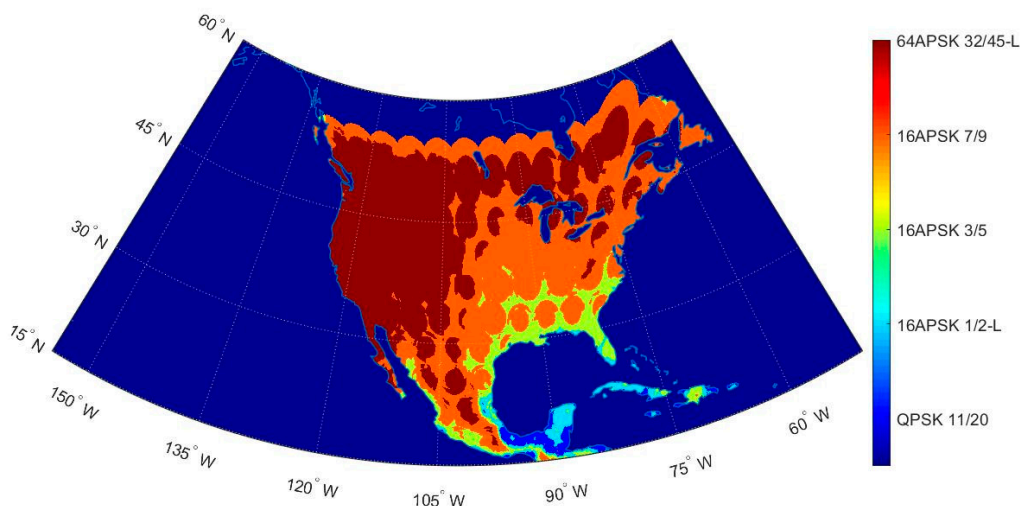 60° N
45° N
30° N
15° N
150° W
135° W
120° W
105° W
90° W
75° W
60° W
64APSK 32/45-L
16APSK 7/9
16APSK 3/5
16APSK 1/2-L
QPSK 11/20